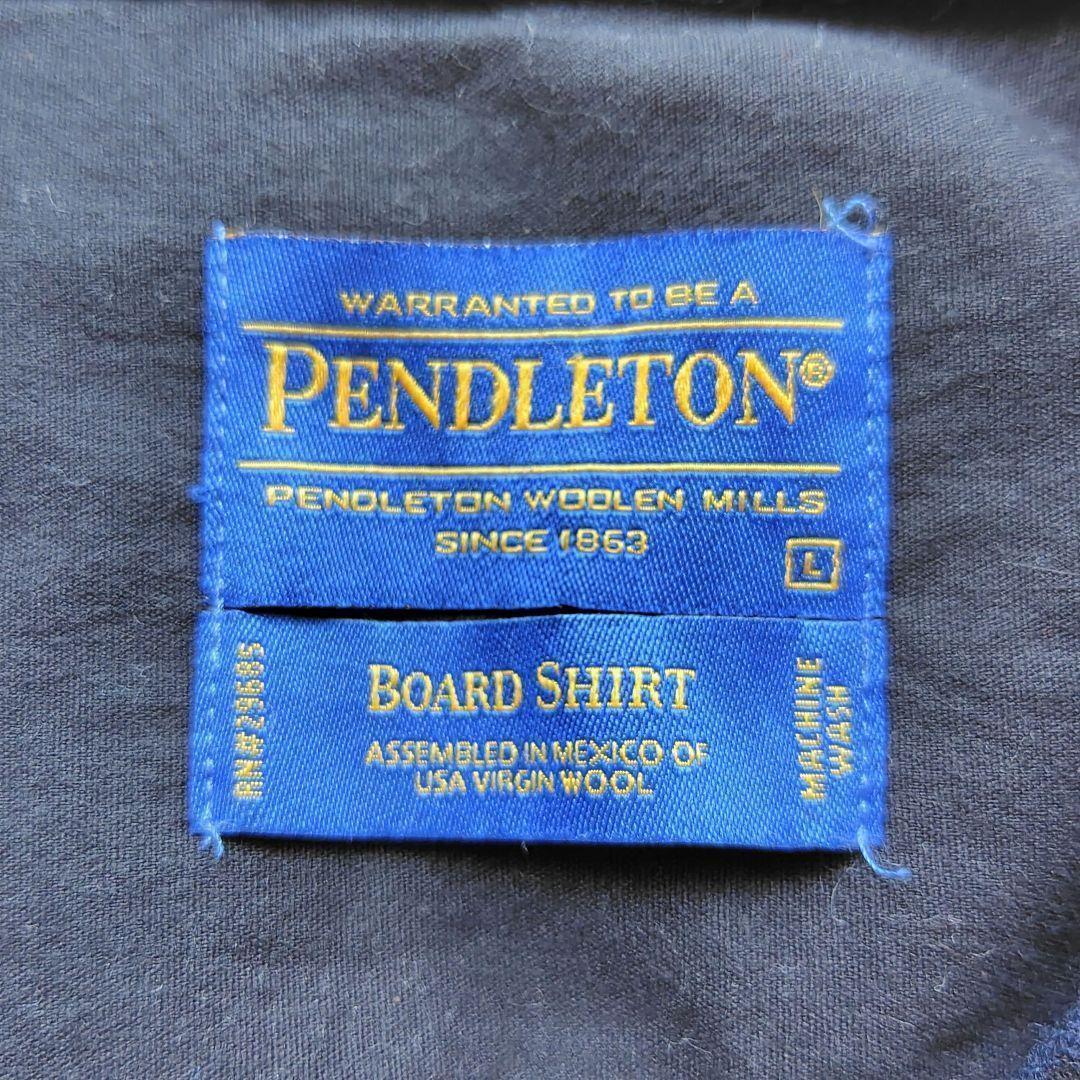 WARRANTED TO BE A
PENDLETON®
PENDLETON WOOLEN MILLS
SINCE 1863
L
RN# 29685
BOARD SHIRT
ASSEMBLED IN MEXICO OF
USA VIRGIN WOOL
MACHINE
WASH